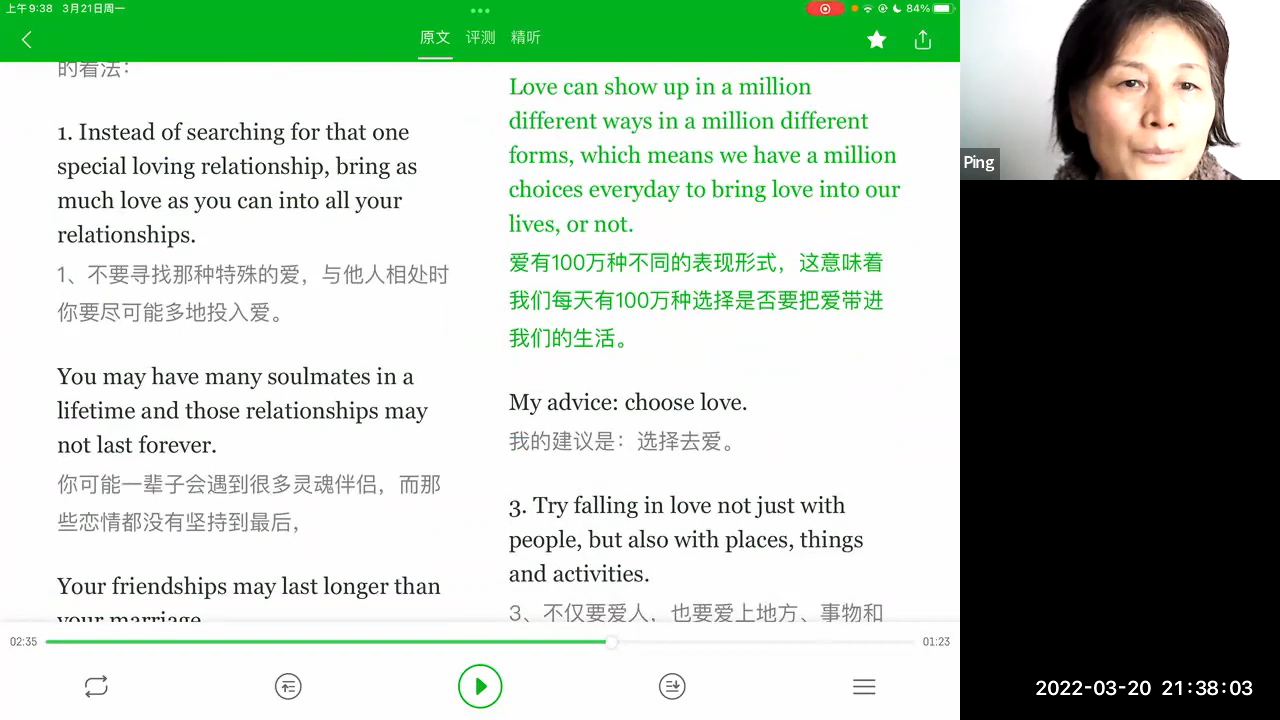 上午9:38 3月21日周一
84%
原文 评测 精听
的看法：
1. Instead of searching for that one
special loving relationship, bring as
much love as you can into all your
relationships.
1、不要寻找那种特殊的爱，与他人相处时
你要尽可能多地投入爱。
You may have many soulmates in a
lifetime and those relationships may
not last forever.
你可能一辈子会遇到很多灵魂伴侣，而那
些恋情都没有坚持到最后，
Your friendships may last longer than
your marriage
Love can show up in a million
different ways in a million different
forms, which means we have a million
choices everyday to bring love into our
lives, or not.
爱有100万种不同的表现形式，这意味着
我们每天有100万种选择是否要把爱带进
我们的生活。
My advice: choose love.
我的建议是：选择去爱。
3. Try falling in love not just with
people, but also with places, things
and activities.
3、不仅要爱人，也要爱上地方、事物和
02:35
01:23
Ping
2022-03-20 21:38:03